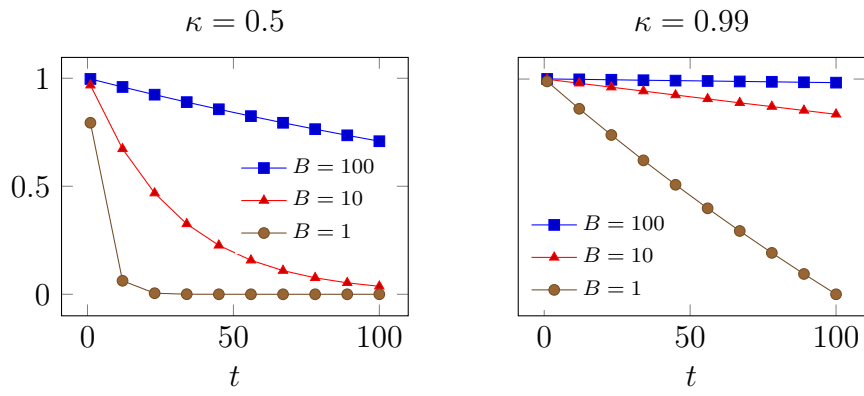 κ = 0.5
1
0.5
0
B = 100
B = 10
B = 1
0 50 100
t
κ = 0.99
B = 100
B = 10
B = 1
0 50 100
t